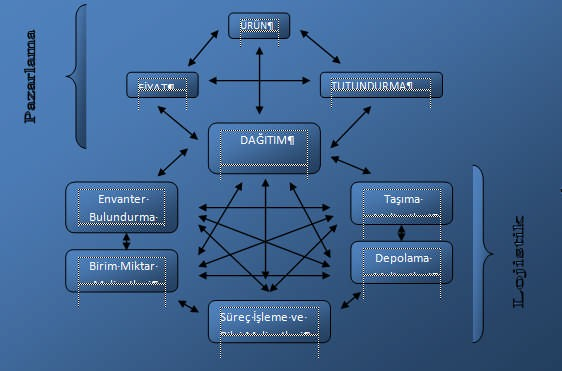 Pazarlama
ÜRÜN¶
FİYAT¶
TUTUNDURMA¶
DAĞITIM¶
Envanter·
Bulundurma·
Taşıma·
Birim·Miktar·
Depolama·
Süreç·İşleme·ve·
Lojistik